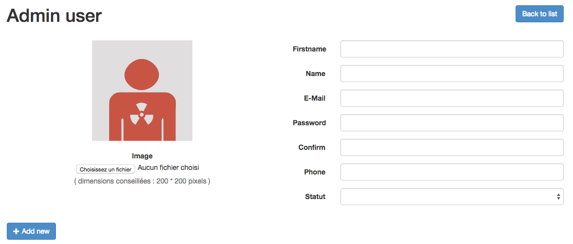 Admin user
Back to list
Image
Choisissez un fichier Aucun fichier choisi
( dimensions conseillées : 200 * 200 pixels )
Firstname
Name
E-Mail
Password
Confirm
Phone
Statut
+ Add new